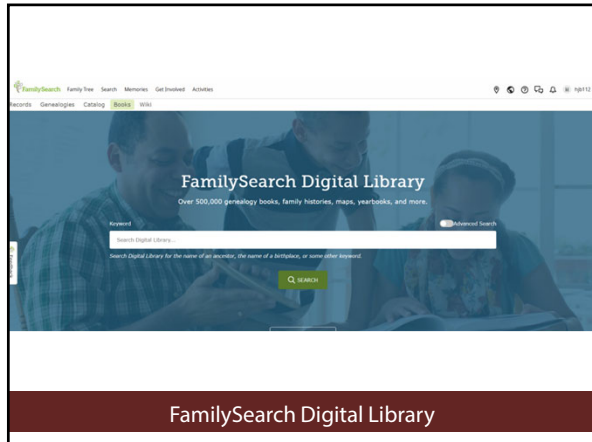 FamilySearch Family Tree Search Memories Get Involved Activities
Records Genealogies Catalog Books Wiki
FamilySearch Digital Library
Over 500,000 genealogy books, family histories, maps, yearbooks, and more.
Keyword Advanced Search
Search Digital Library...
Search Digital Library for the name of an ancestor, the name of a birthplace, or some other keyword.
SEARCH
FamilySearch Digital Library